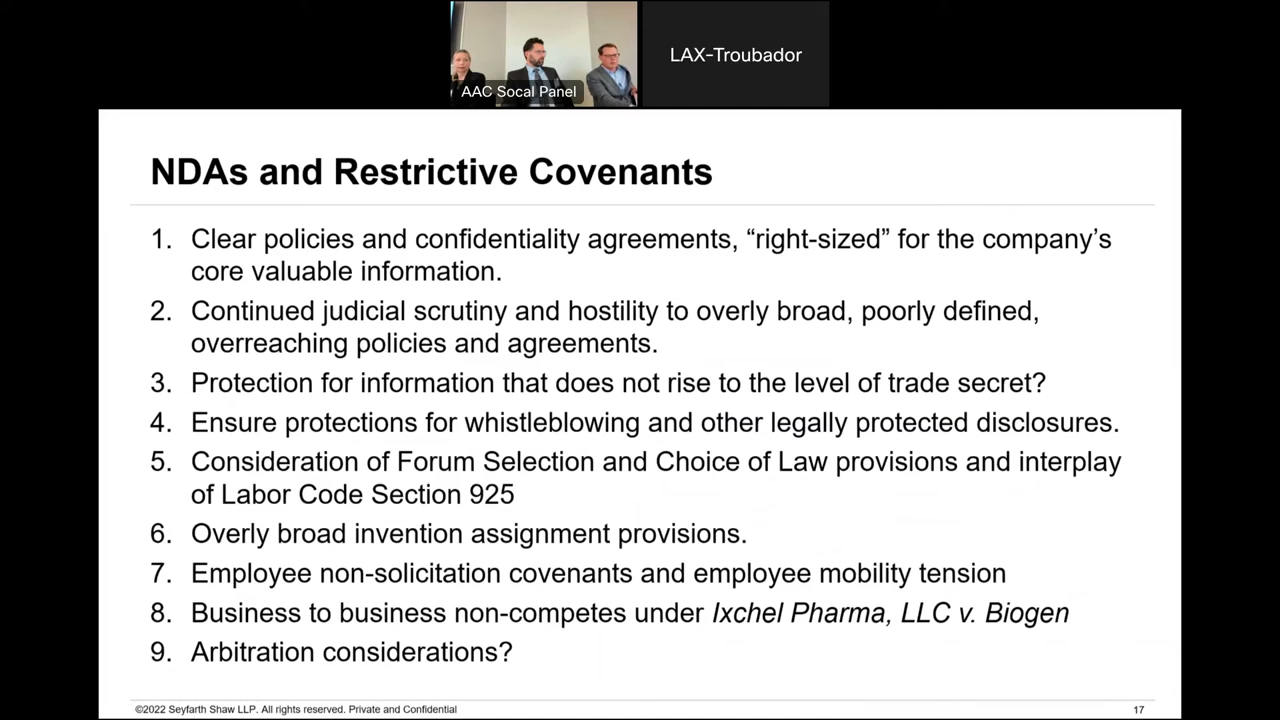 LAX-Troubador
AAC Socal Panel
NDAs and Restrictive Covenants
1. Clear policies and confidentiality agreements, “right-sized” for the company’s
core valuable information.
2. Continued judicial scrutiny and hostility to overly broad, poorly defined,
overreaching policies and agreements.
3. Protection for information that does not rise to the level of trade secret?
4. Ensure protections for whistleblowing and other legally protected disclosures.
5. Consideration of Forum Selection and Choice of Law provisions and interplay
of Labor Code Section 925
6. Overly broad invention assignment provisions.
7. Employee non-solicitation covenants and employee mobility tension
8. Business to business non-competes under Ixchel Pharma, LLC v. Biogen
9. Arbitration considerations?
©2022 Seyfarth Shaw LLP. All rights reserved. Private and Confidential
17